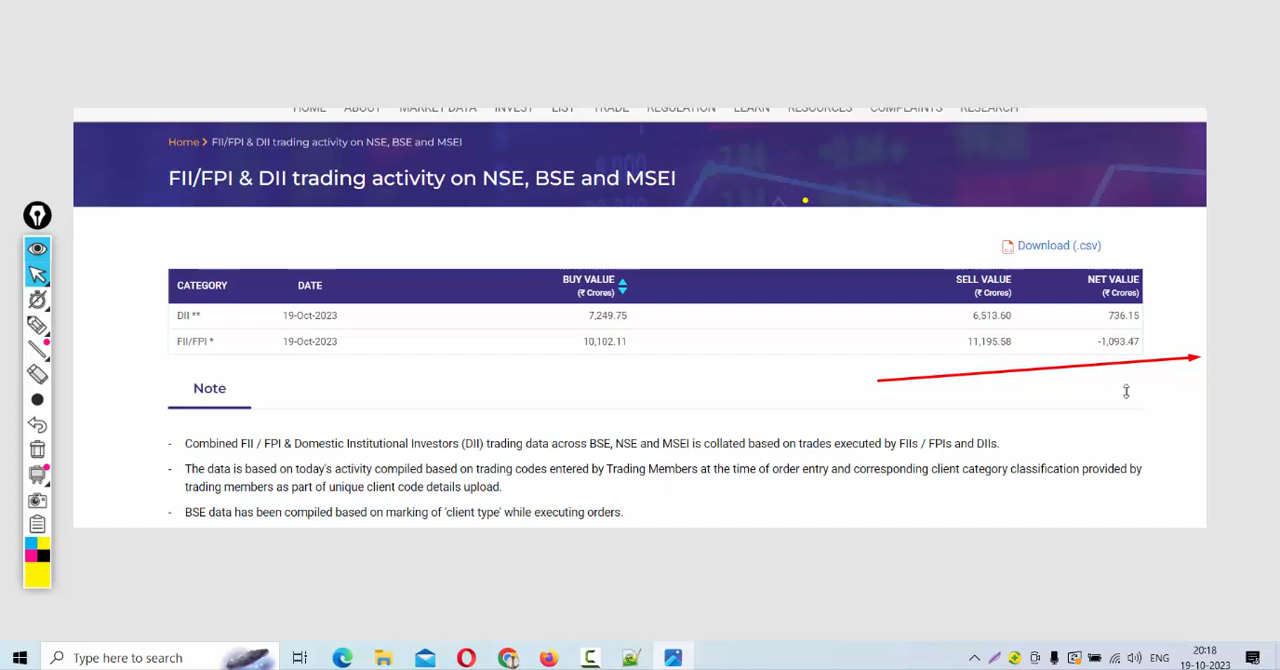 HOME ABOUT MARKET DATA INVEST LIST TRADE REGULATION LEARN RESOURCES COMPLAINTS RESEARCH
Home > FII/FPI & DII trading activity on NSE, BSE and MSEI
FII/FPI & DII trading activity on NSE, BSE and MSEI
Download (.csv)
CATEGORY DATE BUY VALUE (₹ Crores) SELL VALUE (₹ Crores) NET VALUE (₹ Crores)
DII ** 19-Oct-2023 7,249.75 6,513.60 736.15
FII/FPI * 19-Oct-2023 10,102.11 11,195.58 -1,093.47
Note
- Combined FII / FPI & Domestic Institutional Investors (DII) trading data across BSE, NSE and MSEI is collated based on trades executed by FIIs / FPIs and DIIs.
- The data is based on today's activity compiled based on trading codes entered by Trading Members at the time of order entry and corresponding client category classification provided by
trading members as part of unique client code details upload.
- BSE data has been compiled based on marking of 'client type' while executing orders.
Type here to search
ENG
20:18
19-10-2023